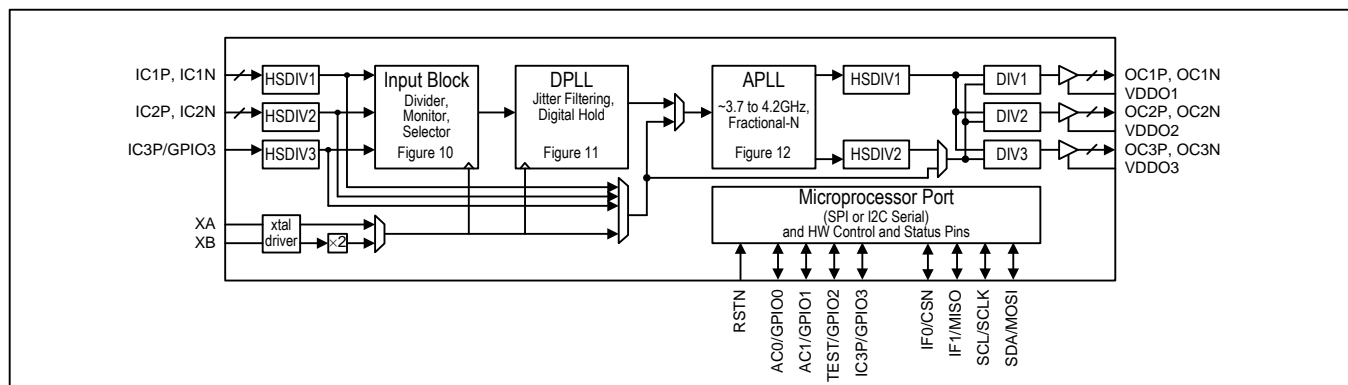 IC1P, IC1N
HSDIV1
IC2P, IC2N
HSDIV2
IC3P/GPIO3
HSDIV3
XA
XB
xtal
driver
×2
Input Block
Divider,
Monitor,
Selector
Figure 10
DPLL
Jitter Filtering,
Digital Hold
Figure 11
APLL
~3.7 to 4.2GHz,
Fractional-N
Figure 12
HSDIV1
HSDIV2
DIV1
DIV2
DIV3
OC1P, OC1N
VDDO1
OC2P, OC2N
VDDO2
OC3P, OC3N
VDDO3
Microprocessor Port
(SPI or I2C Serial)
and HW Control and Status Pins
RSTN
AC0/GPIO0
AC1/GPIO1
TEST/GPIO2
IC3P/GPIO3
IF0/CSN
IF1/MISO
SCL/SCLK
SDA/MOSI